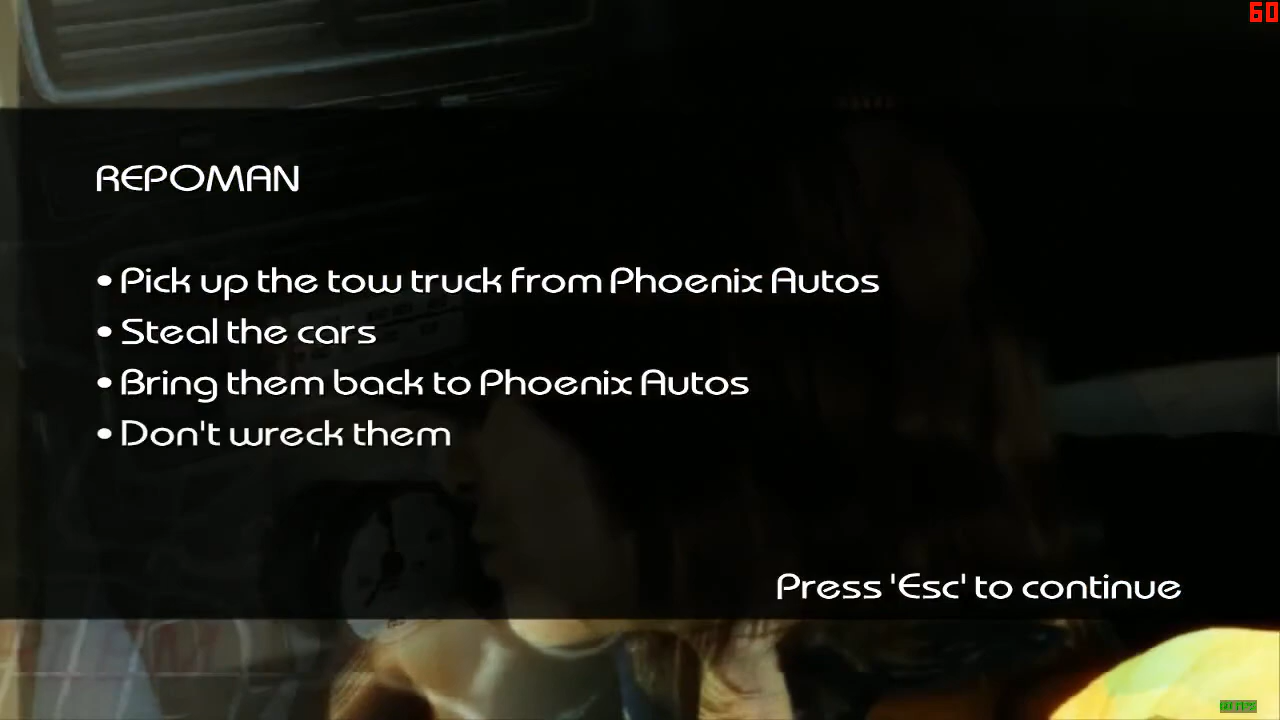 60
REPOMAN
• Pick up the tow truck from Phoenix Autos
• Steal the cars
• Bring them back to Phoenix Autos
• Don't wreck them
Press 'Esc' to continue